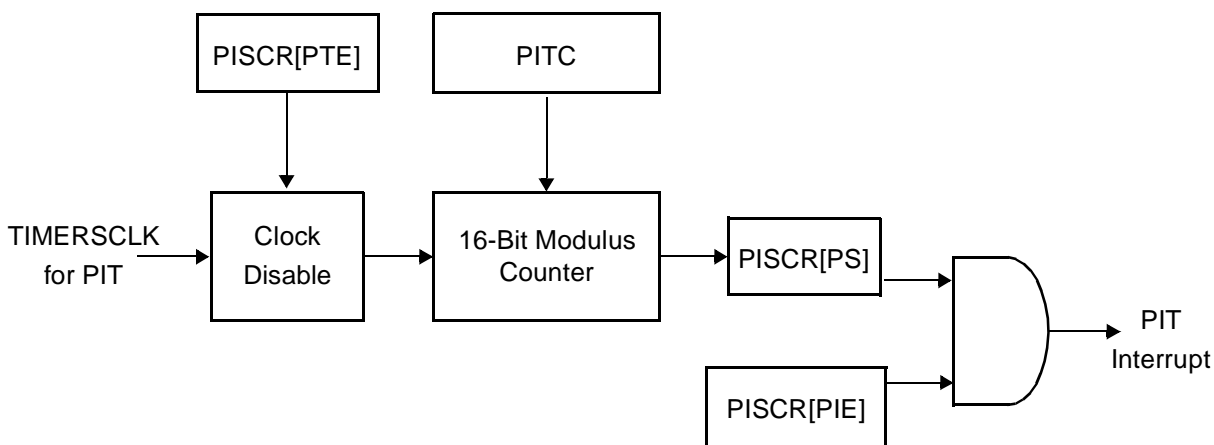 PISCR[PTE]
PITC
TIMERSCLK
for PIT
Clock
Disable
16-Bit Modulus
Counter
PISCR[PS]
PISCR[PIE]
PIT
Interrupt